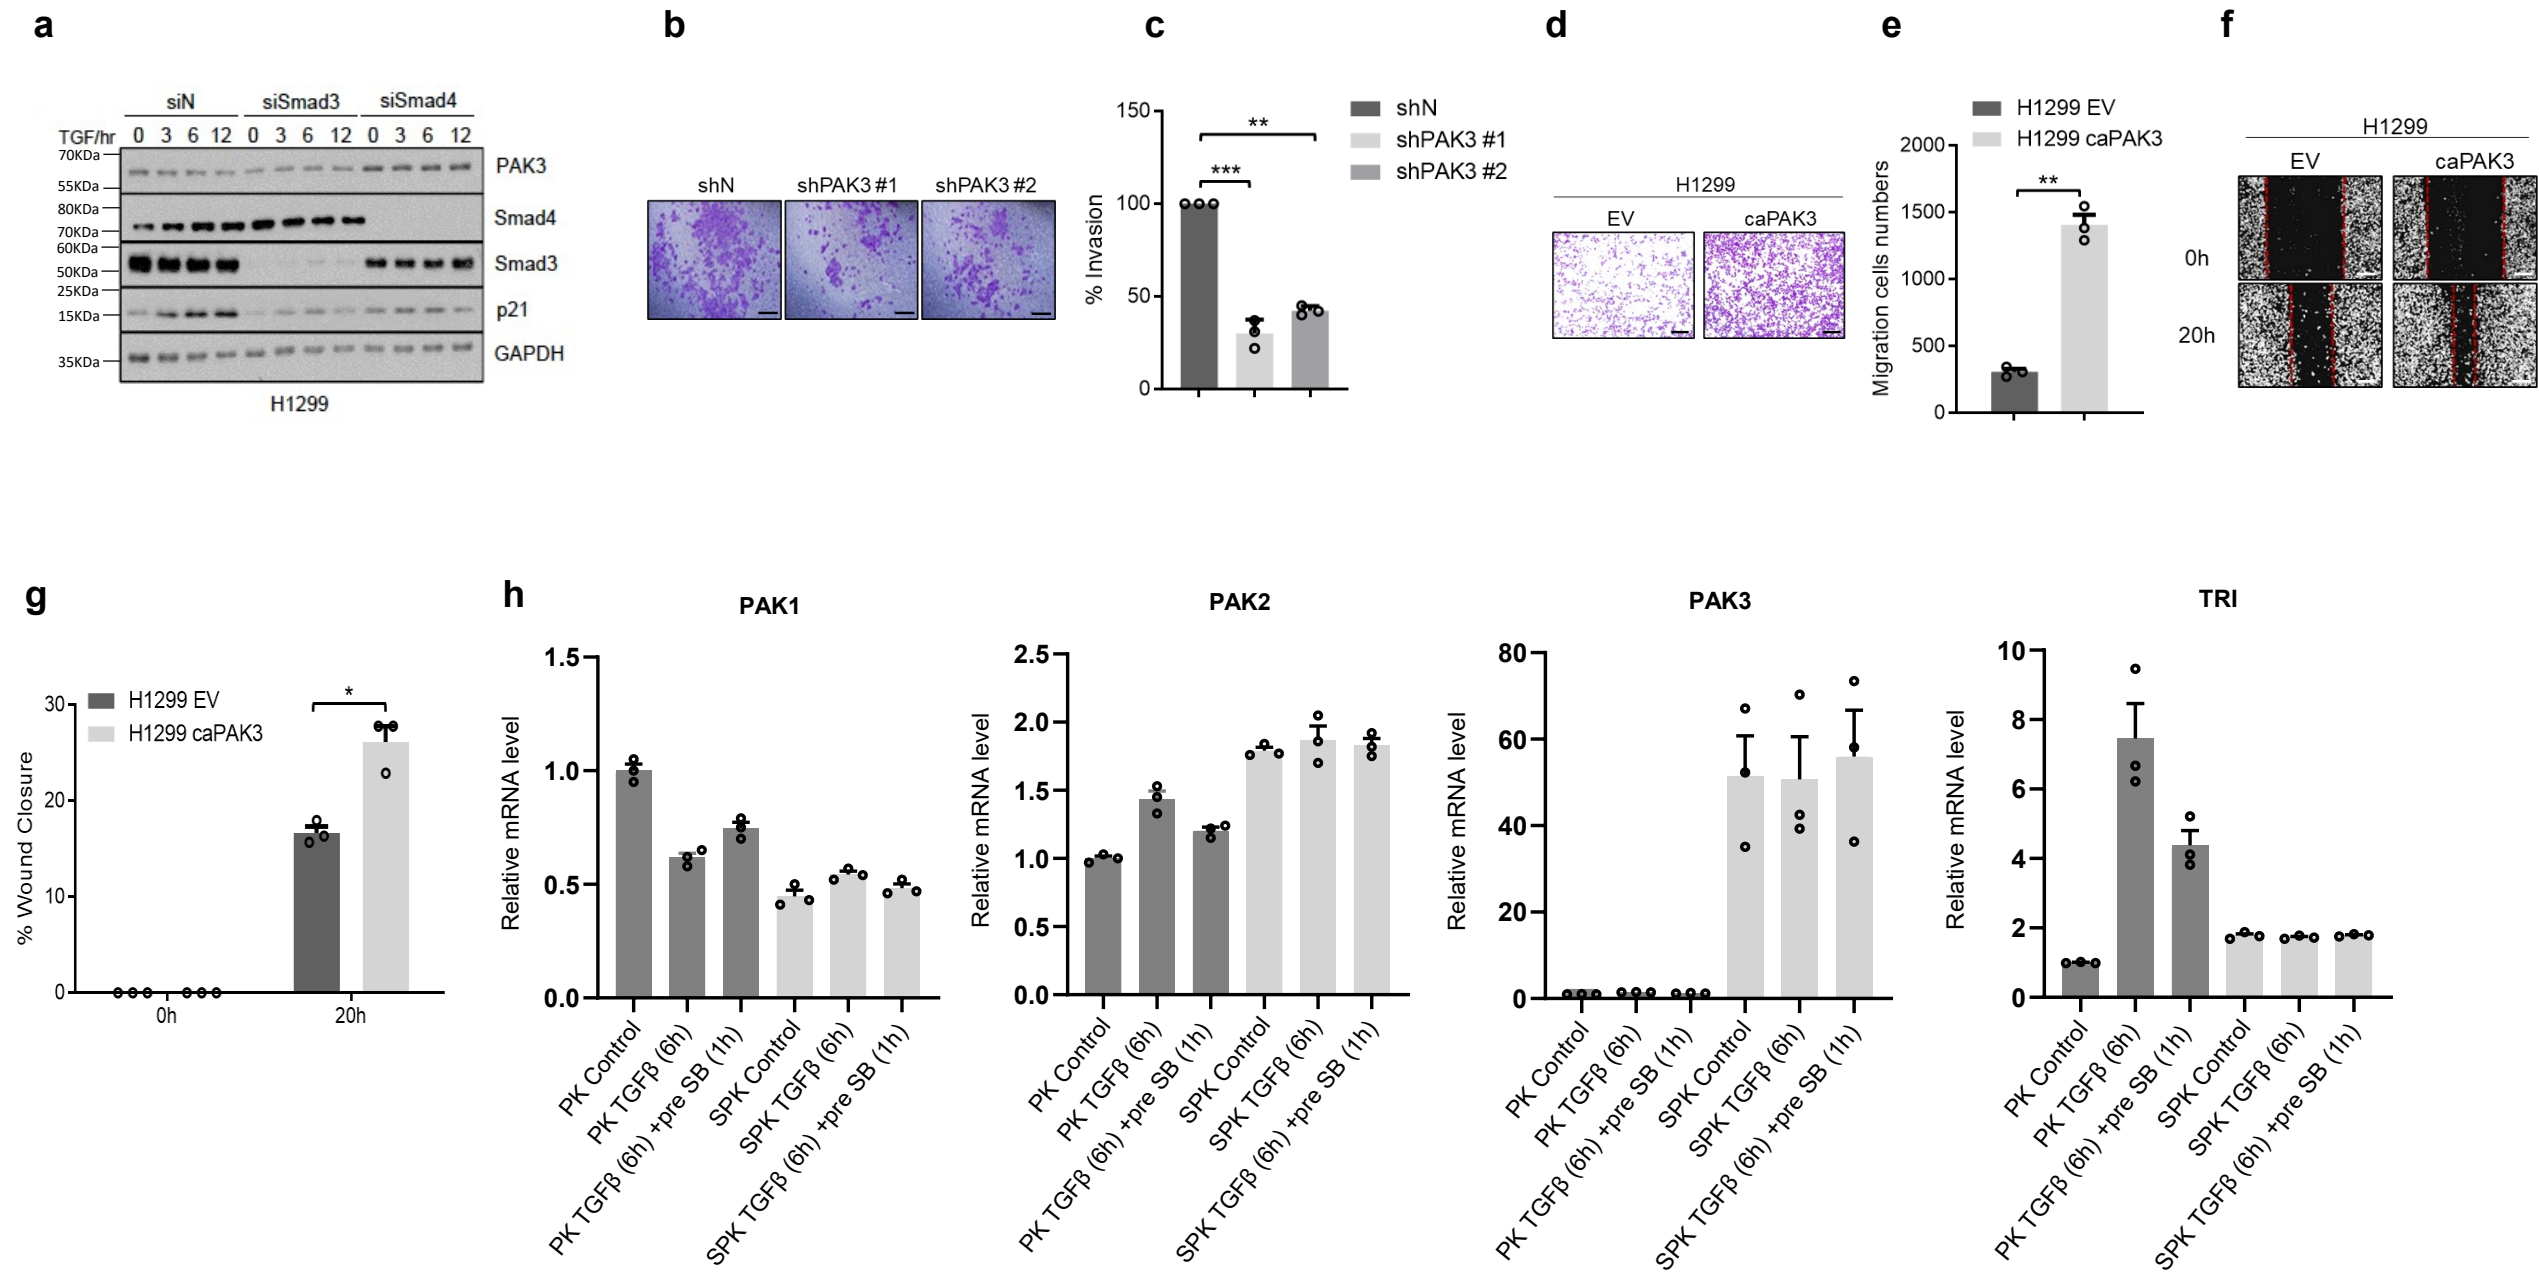 a
b
c
d
e
f
siN siSmad3 siSmad4
TGF/hr 0 3 6 12 0 3 6 12 0 3 6 12
70KDa
55KDa
PAK3
80KDa
70KDa
Smad4
60KDa
50KDa
Smad3
25KDa
15KDa
p21
35KDa
GAPDH
H1299
shN shPAK3 #1 shPAK3 #2
% Invasion
150
100
50
0
***
**
shN
shPAK3 #1
shPAK3 #2
H1299
EV caPAK3
H1299 EV
H1299 caPAK3
Migration cells numbers
2000
1500
1000
500
0
**
H1299
EV caPAK3
0h
20h
g
% Wound Closure
30
20
10
0
H1299 EV
H1299 caPAK3
*
0h 20h
h
PAK1
Relative mRNA level
1.5
1.0
0.5
0.0
PK Control
PK TGFβ (6h)
PK TGFβ (6h) +pre SB (1h)
SPK Control
SPK TGFβ (6h)
SPK TGFβ (6h) +pre SB (1h)
PAK2
Relative mRNA level
2.5
2.0
1.5
1.0
0.5
0.0
PK Control
PK TGFβ (6h)
PK TGFβ (6h) +pre SB (1h)
SPK Control
SPK TGFβ (6h)
SPK TGFβ (6h) +pre SB (1h)
PAK3
Relative mRNA level
80
60
40
20
0
PK Control
PK TGFβ (6h)
PK TGFβ (6h) +pre SB (1h)
SPK Control
SPK TGFβ (6h)
SPK TGFβ (6h) +pre SB (1h)
TRI
Relative mRNA level
10
8
6
4
2
0
PK Control
PK TGFβ (6h)
PK TGFβ (6h) +pre SB (1h)
SPK Control
SPK TGFβ (6h)
SPK TGFβ (6h) +pre SB (1h)